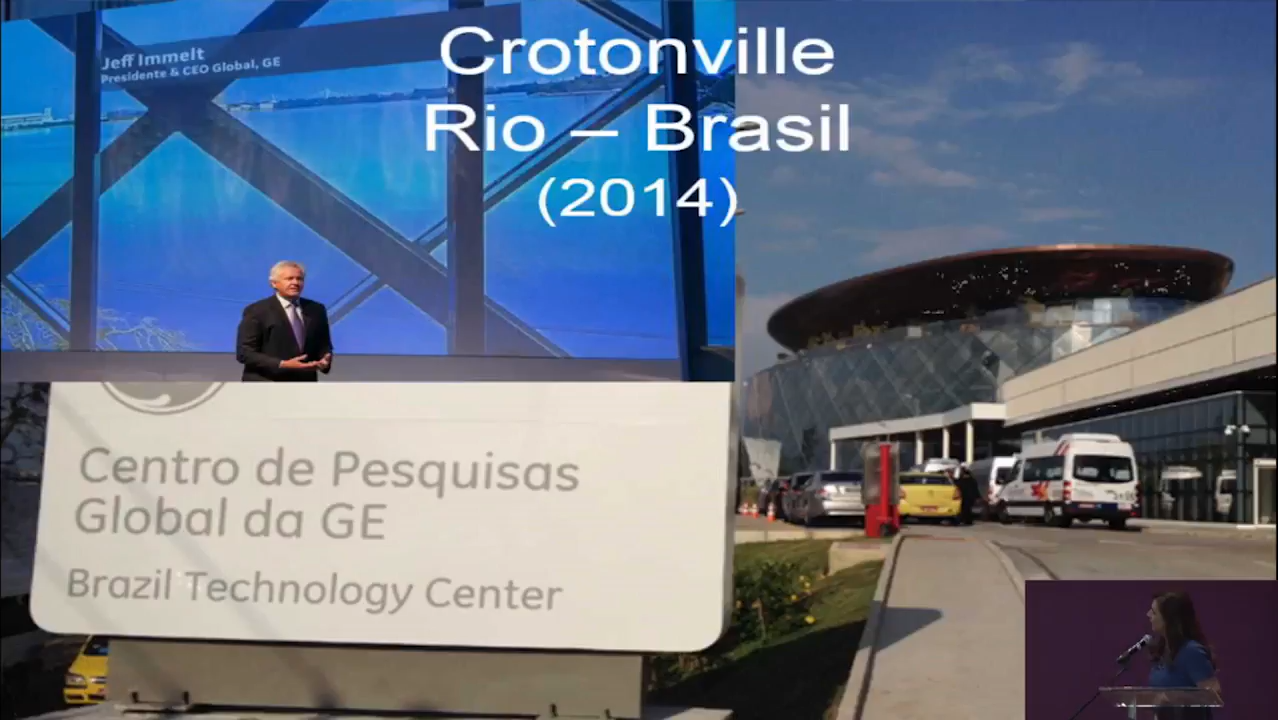 Jeff Immelt
Presidente & CEO Global, GE
Crotonville
Rio – Brasil
(2014)
Centro de Pesquisas
Global da GE
Brazil Technology Center